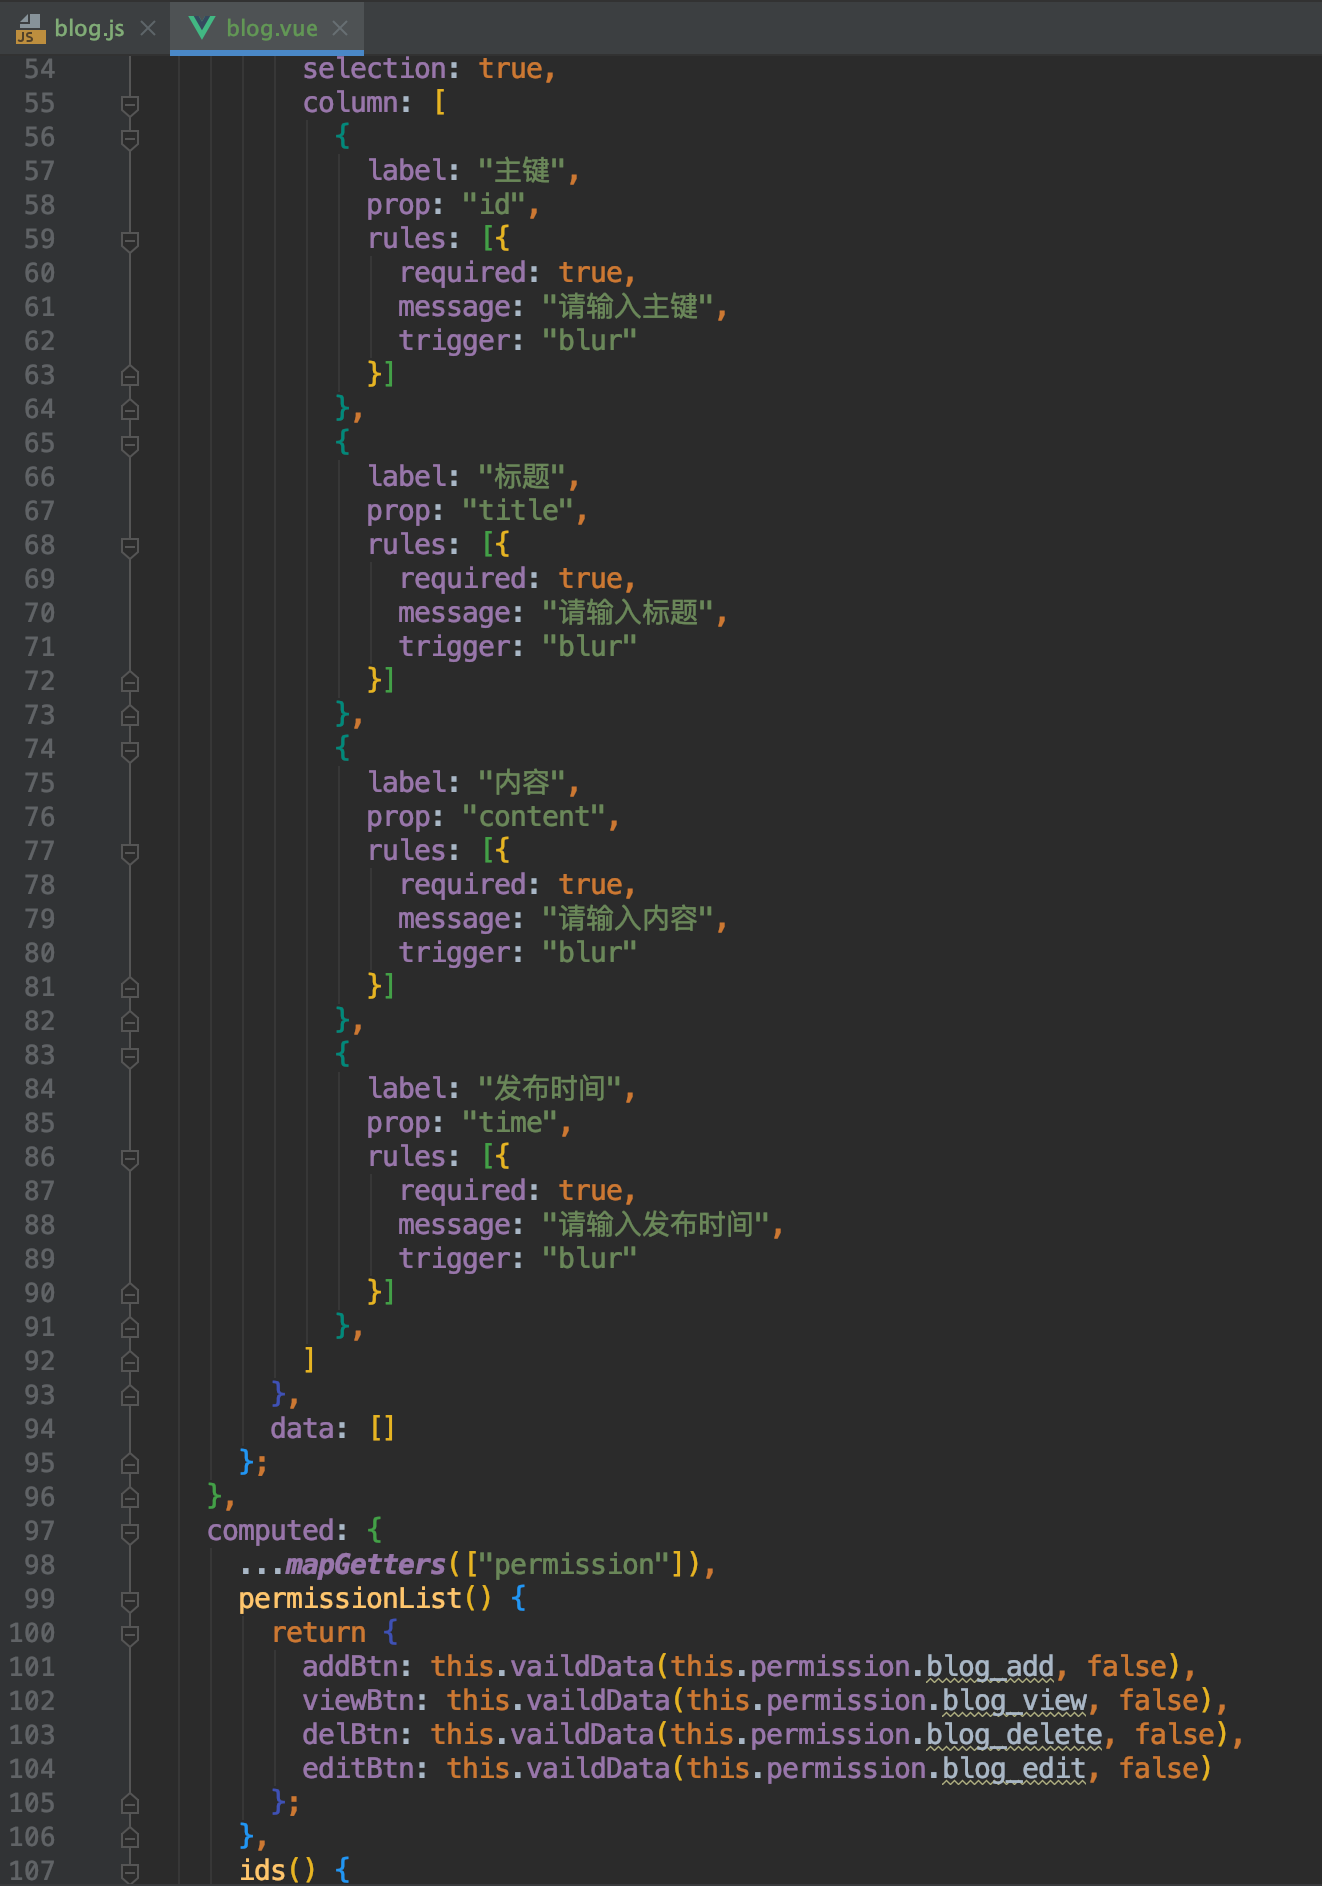 blog.js
blog.vue
54 selection: true,
55 column: [
56 {
57 label: "主键",
58 prop: "id",
59 rules: [{
60 required: true,
61 message: "请输入主键",
62 trigger: "blur"
63 }]
64 },
65 {
66 label: "标题",
67 prop: "title",
68 rules: [{
69 required: true,
70 message: "请输入标题",
71 trigger: "blur"
72 }]
73 },
74 {
75 label: "内容",
76 prop: "content",
77 rules: [{
78 required: true,
79 message: "请输入内容",
80 trigger: "blur"
81 }]
82 },
83 {
84 label: "发布时间",
85 prop: "time",
86 rules: [{
87 required: true,
88 message: "请输入发布时间",
89 trigger: "blur"
90 }]
91 },
92 ]
93 },
94 data: []
95 };
96 },
97 computed: {
98 ...mapGetters(["permission"]),
99 permissionList() {
100 return {
101 addBtn: this.vaildData(this.permission.blog_add, false),
102 viewBtn: this.vaildData(this.permission.blog_view, false),
103 delBtn: this.vaildData(this.permission.blog_delete, false),
104 editBtn: this.vaildData(this.permission.blog_edit, false)
105 };
106 },
107 ids() {